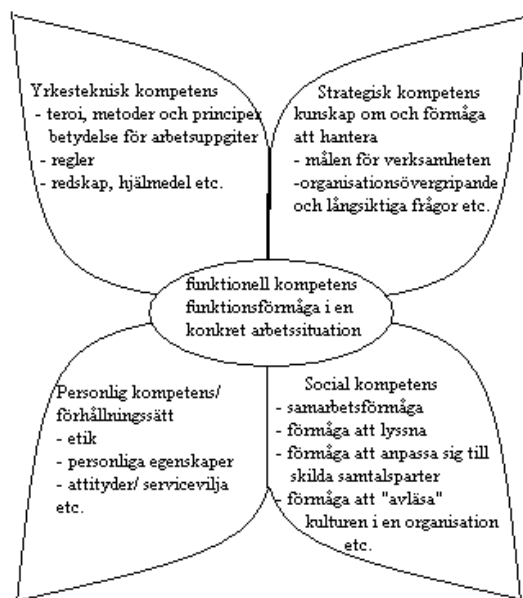 Yrkesteknisk kompetens
- teroi, metoder och principer
betydelse för arbetsuppgiter
- regler
- redskap, hjälmedel etc.
Strategisk kompetens
kunskap om och förmåga
att hantera
- målen för verksamheten
-organisationsövergripande
och långsiktiga frågor etc.
funktionell kompetens
funktionsförmåga i en
konkret arbetssituation
Personlig kompetens/
förhållningssätt
- etik
- personliga egenskaper
- attityder/ servicevilja
etc.
Social kompetens
- samarbetsförmåga
- förmåga att lyssna
- förmåga att anpassa sig till
skilda samtalsparter
- förmåga att "avläsa"
kulturen i en organisation
etc.